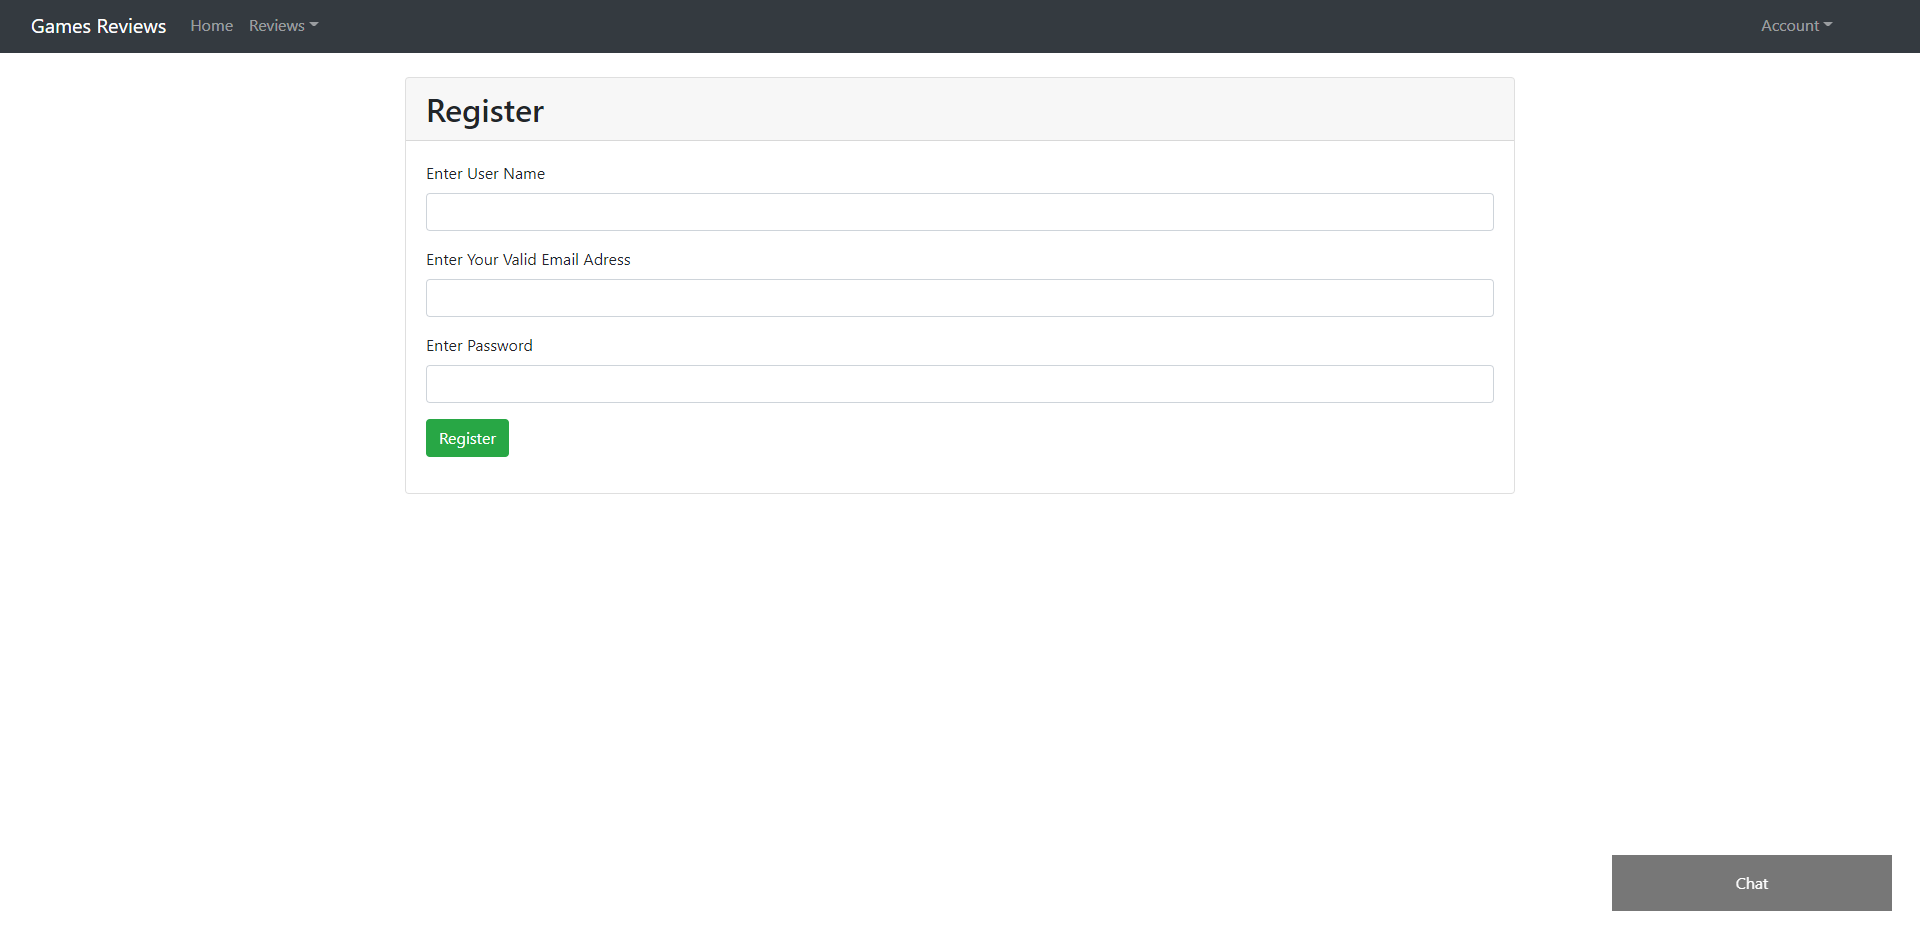 Games Reviews Home Reviews Account
Register
Enter User Name
Enter Your Valid Email Adress
Enter Password
Register
Chat